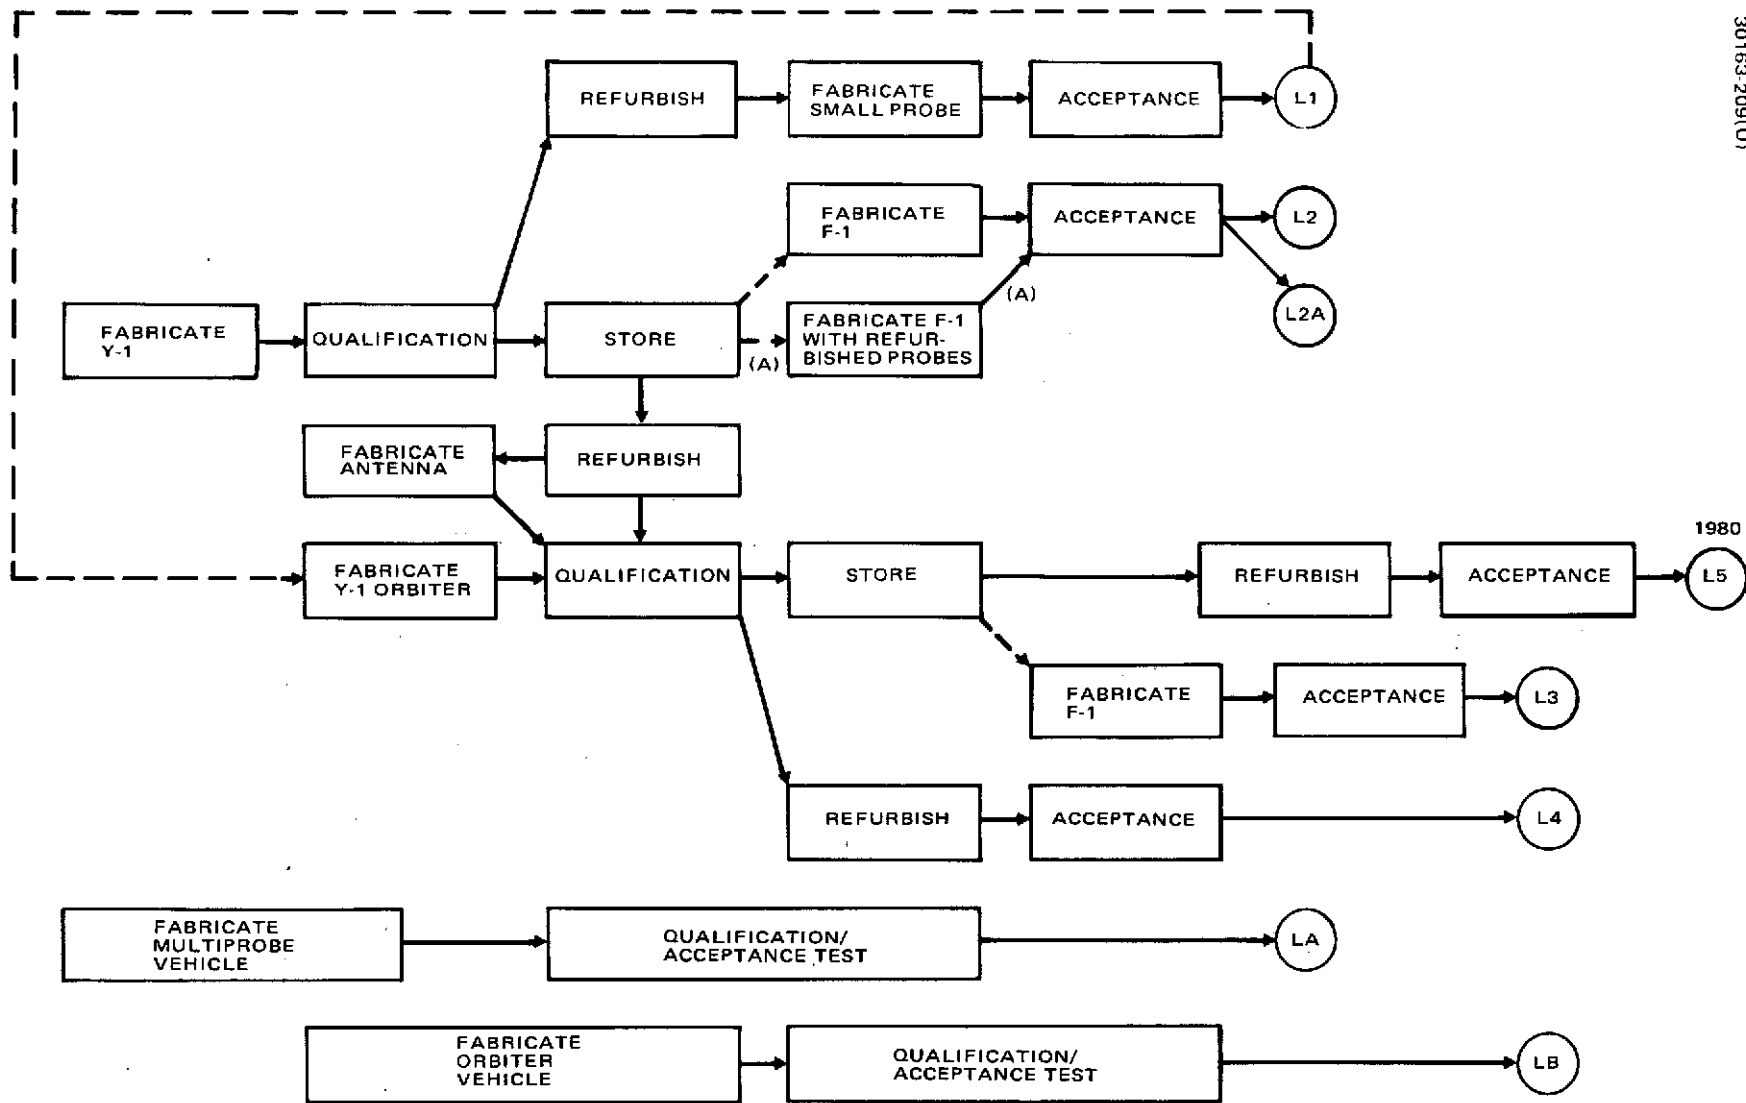 30163-209(U)
REFURBISH
FABRICATE
SMALL PROBE
ACCEPTANCE
L1
FABRICATE
F-1
ACCEPTANCE
L2
L2A
FABRICATE
Y-1
QUALIFICATION
STORE
(A)
FABRICATE F-1
WITH REFUR-
BISHED PROBES
(A)
FABRICATE
ANTENNA
REFURBISH
FABRICATE
Y-1 ORBITER
QUALIFICATION
STORE
REFURBISH
ACCEPTANCE
1980
L5
FABRICATE
F-1
ACCEPTANCE
L3
REFURBISH
ACCEPTANCE
L4
FABRICATE
MULTIPROBE
VEHICLE
QUALIFICATION/
ACCEPTANCE TEST
LA
FABRICATE
ORBITER
VEHICLE
QUALIFICATION/
ACCEPTANCE TEST
LB